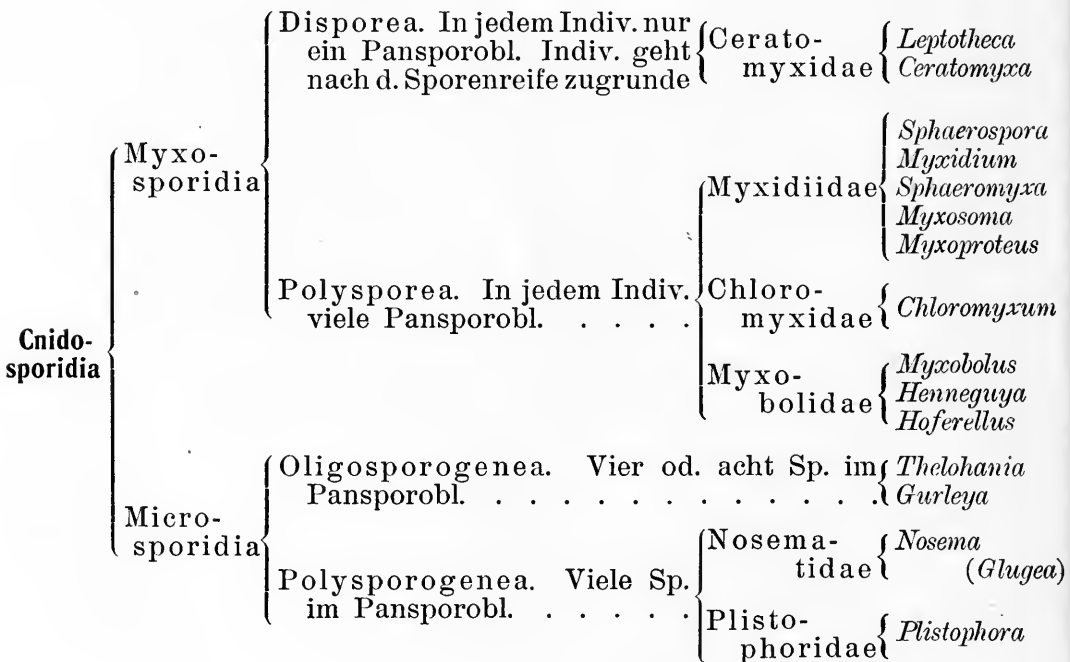 Cnido-
sporidia
Myxo-
sporidia
Disporea. In jedem Indiv. nur
ein Pansporobl. Indiv. geht
nach d. Sporenreife zugrunde
Cerato-
myxidae
Leptotheca
Ceratomyxa
Polysporea. In jedem Indiv.
viele Pansporobl. . . . .
Myxidiidae
Sphaerospora
Myxidium
Sphaeromyxa
Myxosoma
Myxoproteus
Chloro-
myxidae
Chloromyxum
Myxo-
bolidae
Myxobolus
Henneguya
Hoferellus
Micro-
sporidia
Oligosporogenea. Vier od. acht Sp. im
Pansporobl. . . . . . . . . . . . .
Thelohania
Gurleya
Polysporogenea. Viele Sp.
im Pansporobl. . . . . .
Nosema-
tidae
Nosema
(Glugea)
Plisto-
phoridae
Plistophora